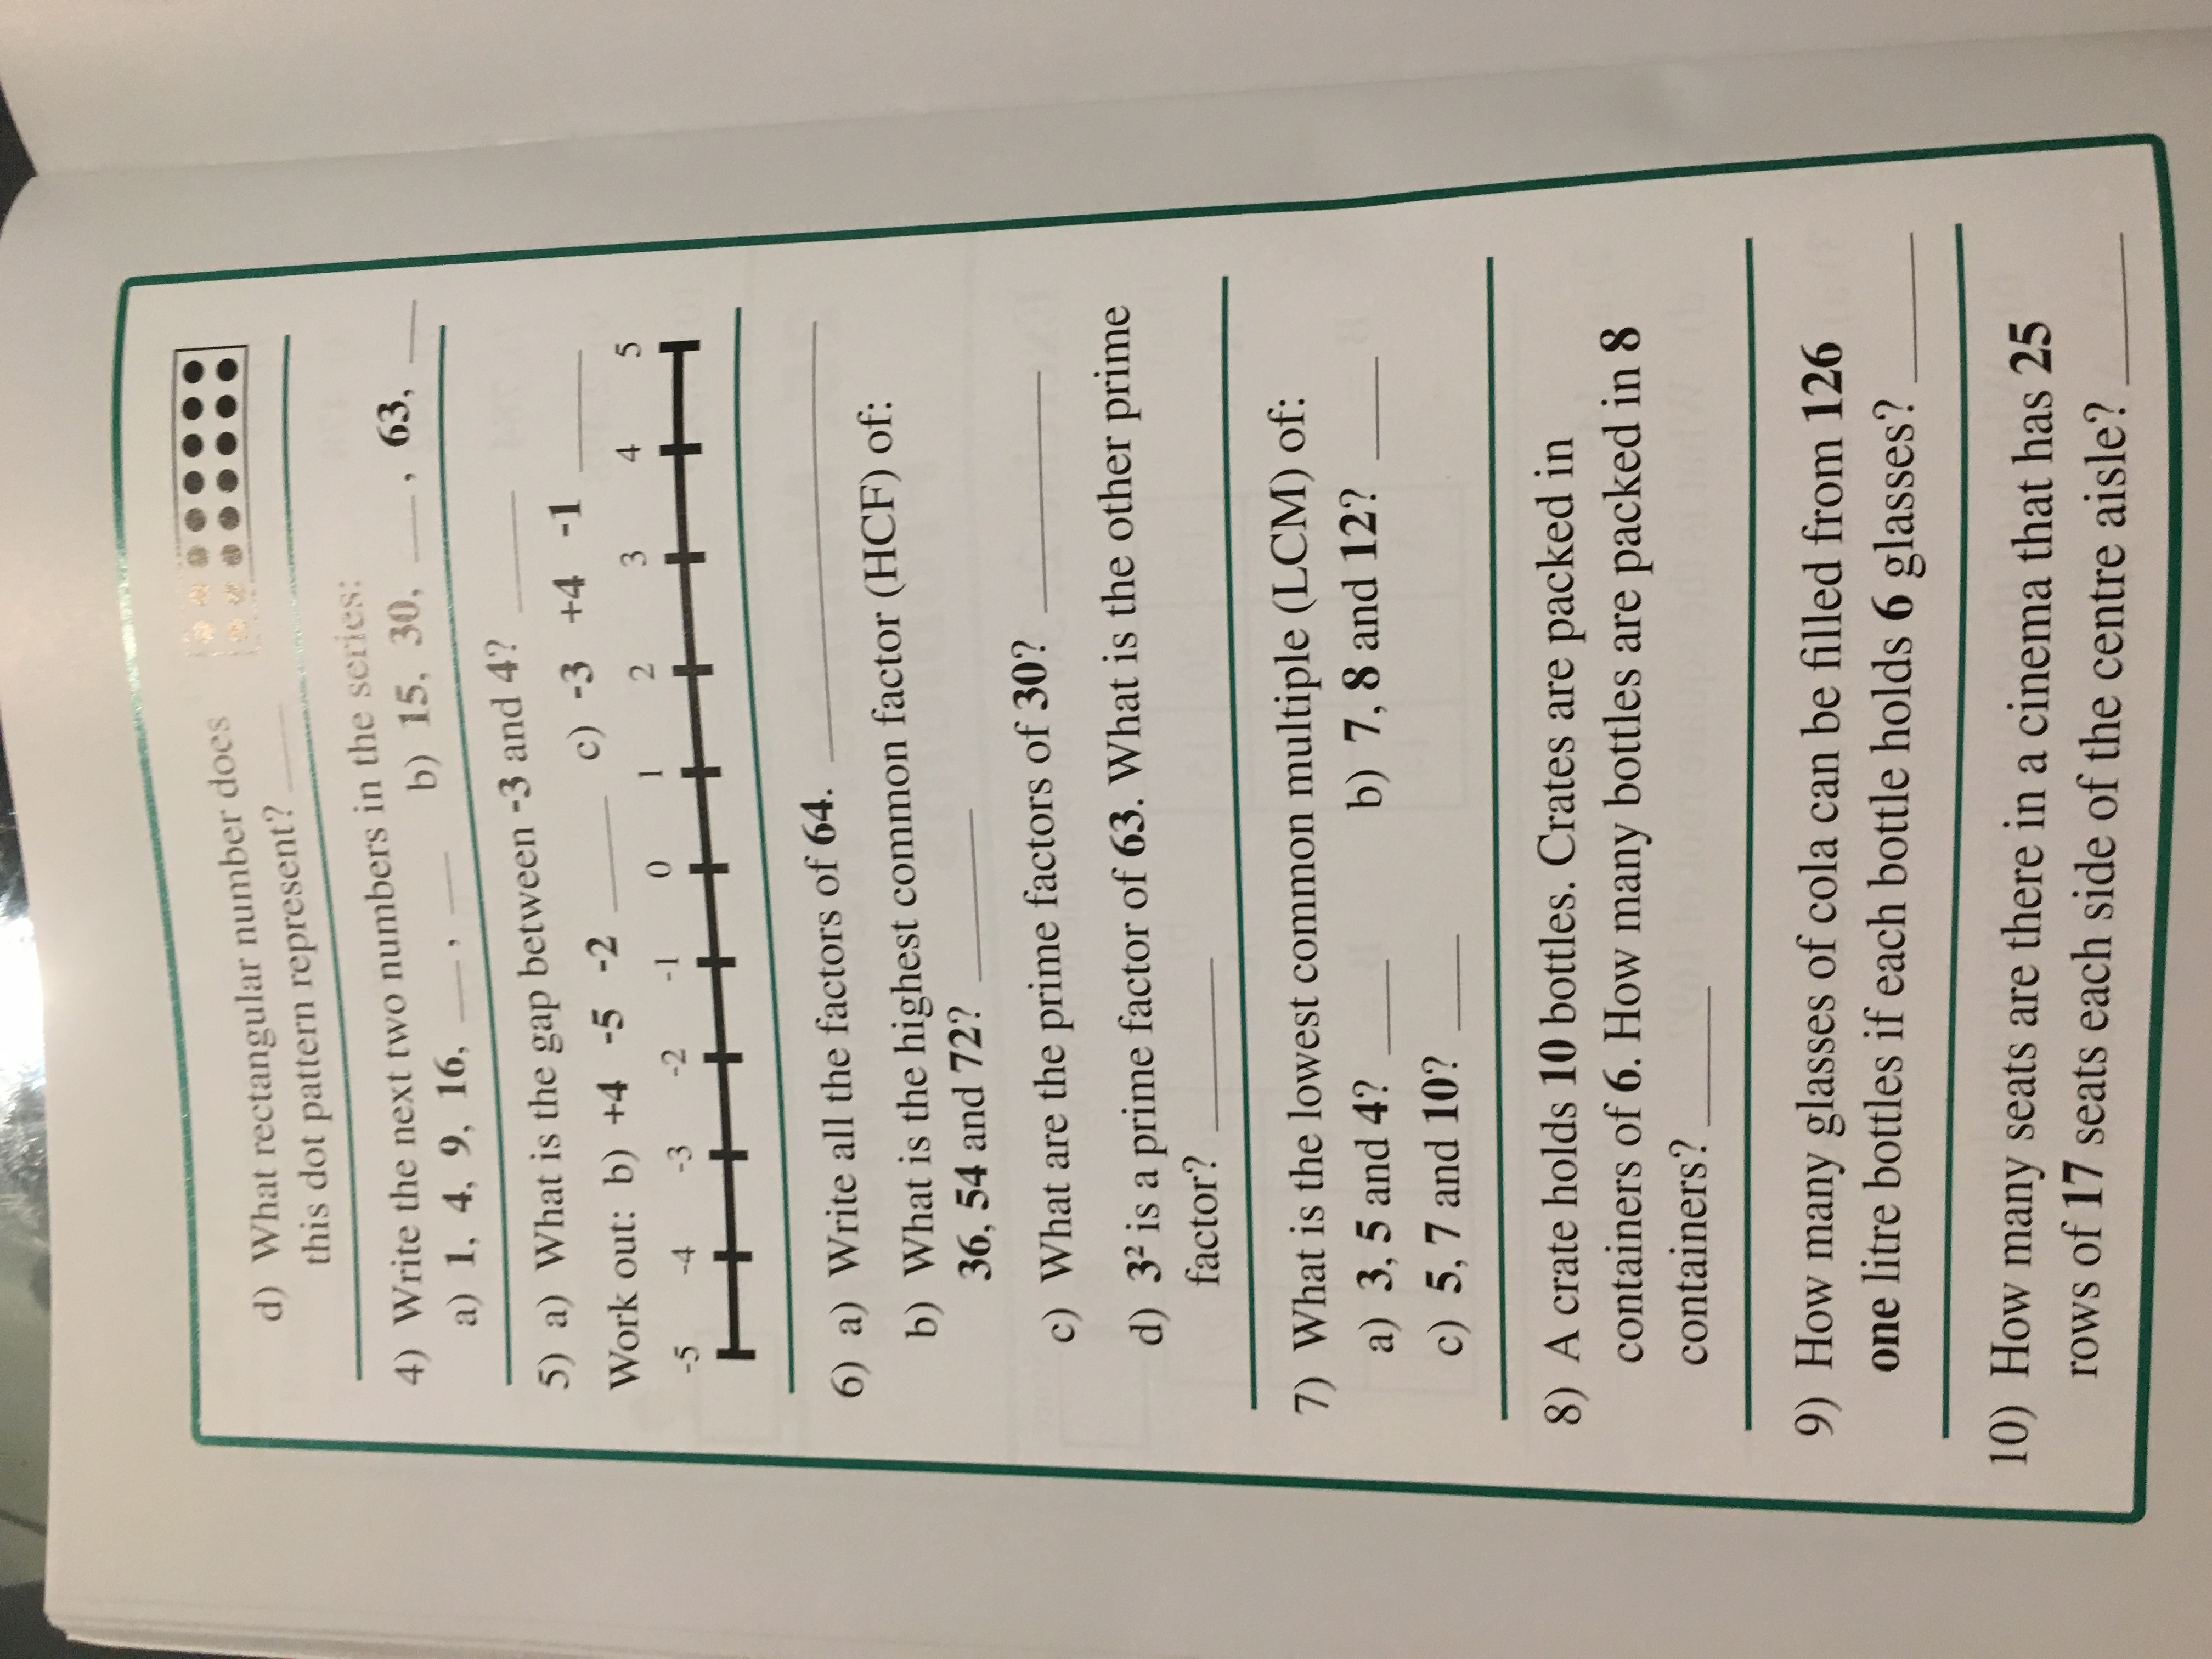 d) What rectangular number does
this dot pattern represent? ____
4) Write the next two numbers in the series:
a) 1, 4, 9, 16, ___ , ___ b) 15, 30, ___ , 63, ___
5) a) What is the gap between -3 and 4? ____
Work out: b) +4 -5 -2 ____ c) -3 +4 -1 ____
-5 -4 -3 -2 -1 0 1 2 3 4 5
6) a) Write all the factors of 64. ____
b) What is the highest common factor (HCF) of:
36, 54 and 72? ____
c) What are the prime factors of 30? ____
d) 3² is a prime factor of 63. What is the other prime
factor? ____
7) What is the lowest common multiple (LCM) of:
a) 3, 5 and 4? ____ b) 7, 8 and 12? ____
c) 5, 7 and 10? ____
8) A crate holds 10 bottles. Crates are packed in
containers of 6. How many bottles are packed in 8
containers? ____
9) How many glasses of cola can be filled from 126
one litre bottles if each bottle holds 6 glasses? ____
10) How many seats are there in a cinema that has 25
rows of 17 seats each side of the centre aisle? ____